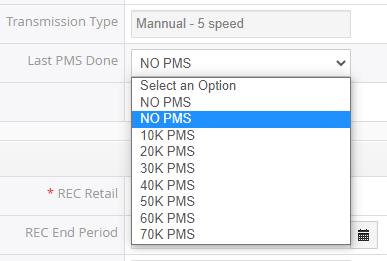 Transmission Type Mannual - 5 speed
Last PMS Done NO PMS
Select an Option
NO PMS
NO PMS
10K PMS
20K PMS
30K PMS
40K PMS
50K PMS
60K PMS
70K PMS
* REC Retail
REC End Period